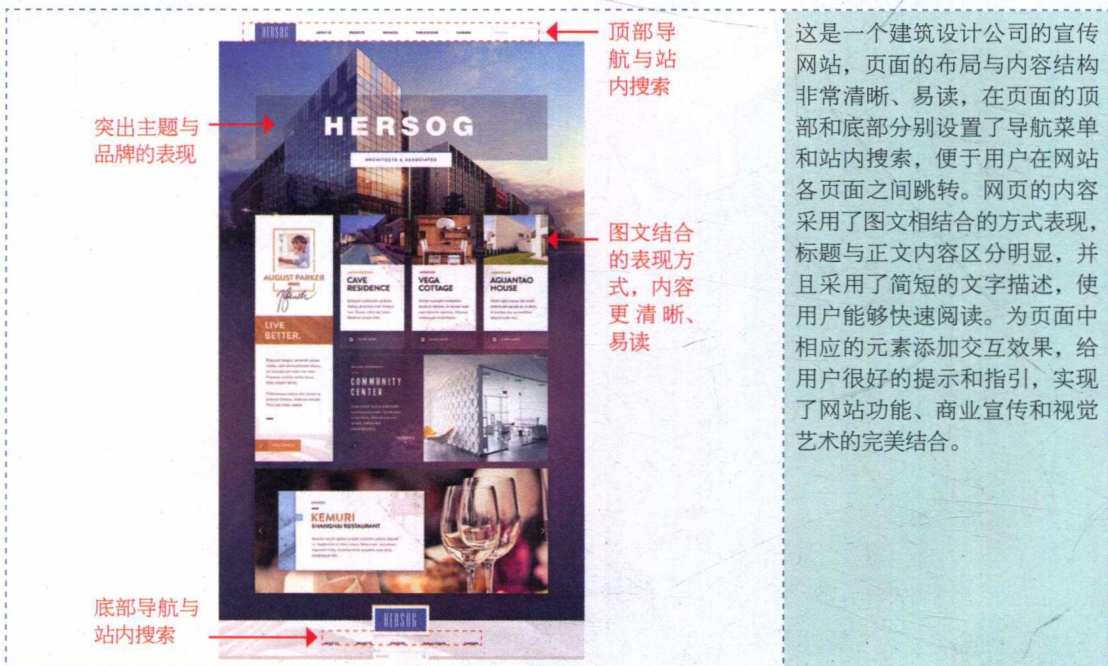 HERSOG
ABOUT US
PROJECTS
SERVICES
PUBLICATIONS
CAREERS
顶部导
航与站
内搜索
突出主题与
品牌的表现
HERSOG
ARCHITECTS & ASSOCIATES
图文结合
的表现方
式，内容
更清晰、
易读
AUGUST PARKER
LIVE
BETTER.
CAVE
RESIDENCE
VEGA
COTTAGE
AGUANTAO
HOUSE
COMMUNITY
CENTER
KEMURI
SHANGHAI RESTAURANT
底部导航与
站内搜索
HERSOG
这是一个建筑设计公司的宣传
网站，页面的布局与内容结构
非常清晰、易读，在页面的顶
部和底部分别设置了导航菜单
和站内搜索，便于用户在网站
各页面之间跳转。网页的内容
采用了图文相结合的方式表现，
标题与正文内容区分明显，并
且采用了简短的文字描述，使
用户能够快速阅读。为页面中
相应的元素添加交互效果，给
用户很好的提示和指引，实现
了网站功能、商业宣传和视觉
艺术的完美结合。